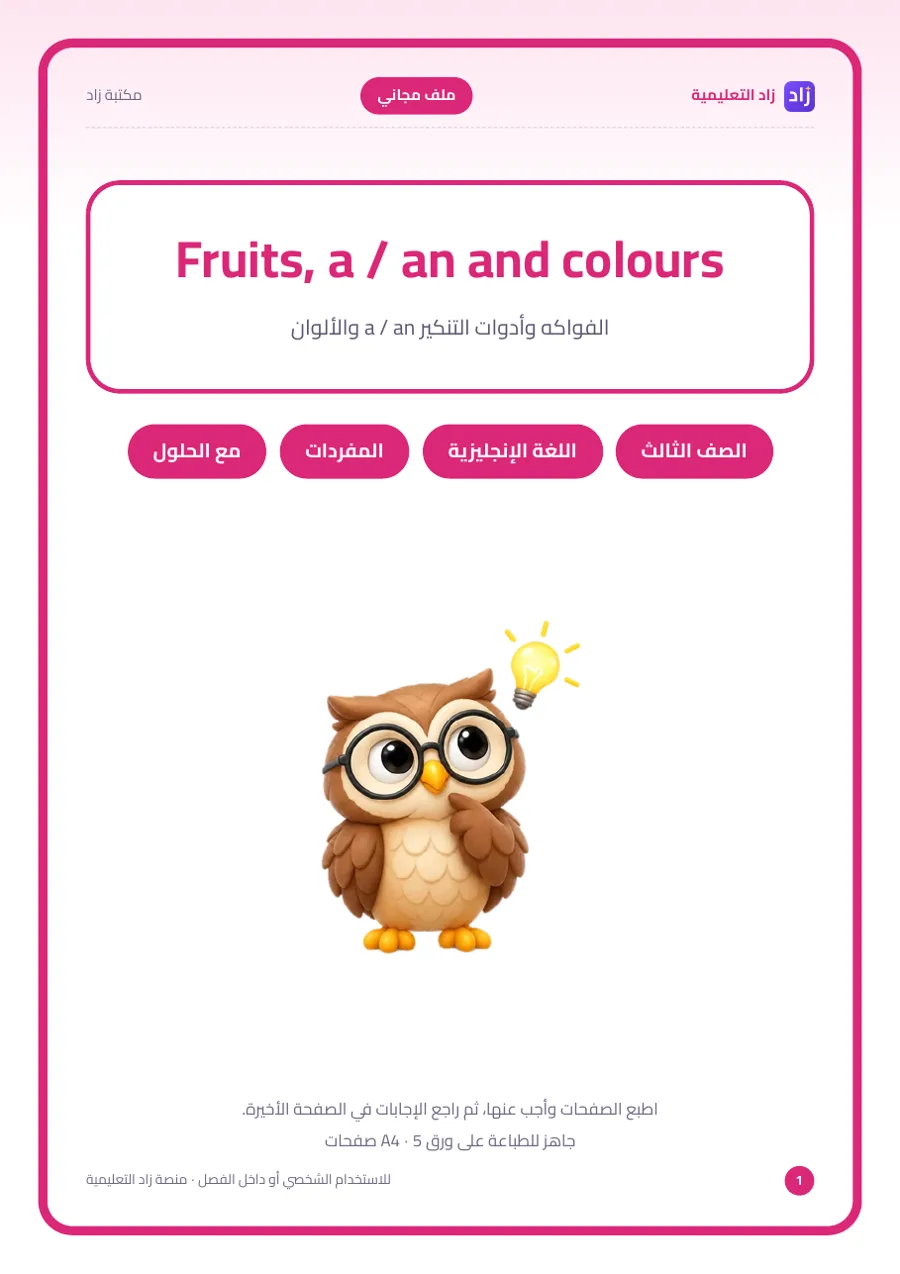 زاد زاد التعليمية
ملف مجاني
مكتبة زاد
Fruits, a / an and colours
الفواكه وأدوات التنكير a / an والألوان
الصف الثالث
اللغة الإنجليزية
المفردات
مع الحلول
اطبع الصفحات وأجب عنها، ثم راجع الإجابات في الصفحة الأخيرة.
جاهز للطباعة على ورق A4 · 5 صفحات
1
للاستخدام الشخصي أو داخل الفصل · منصة زاد التعليمية